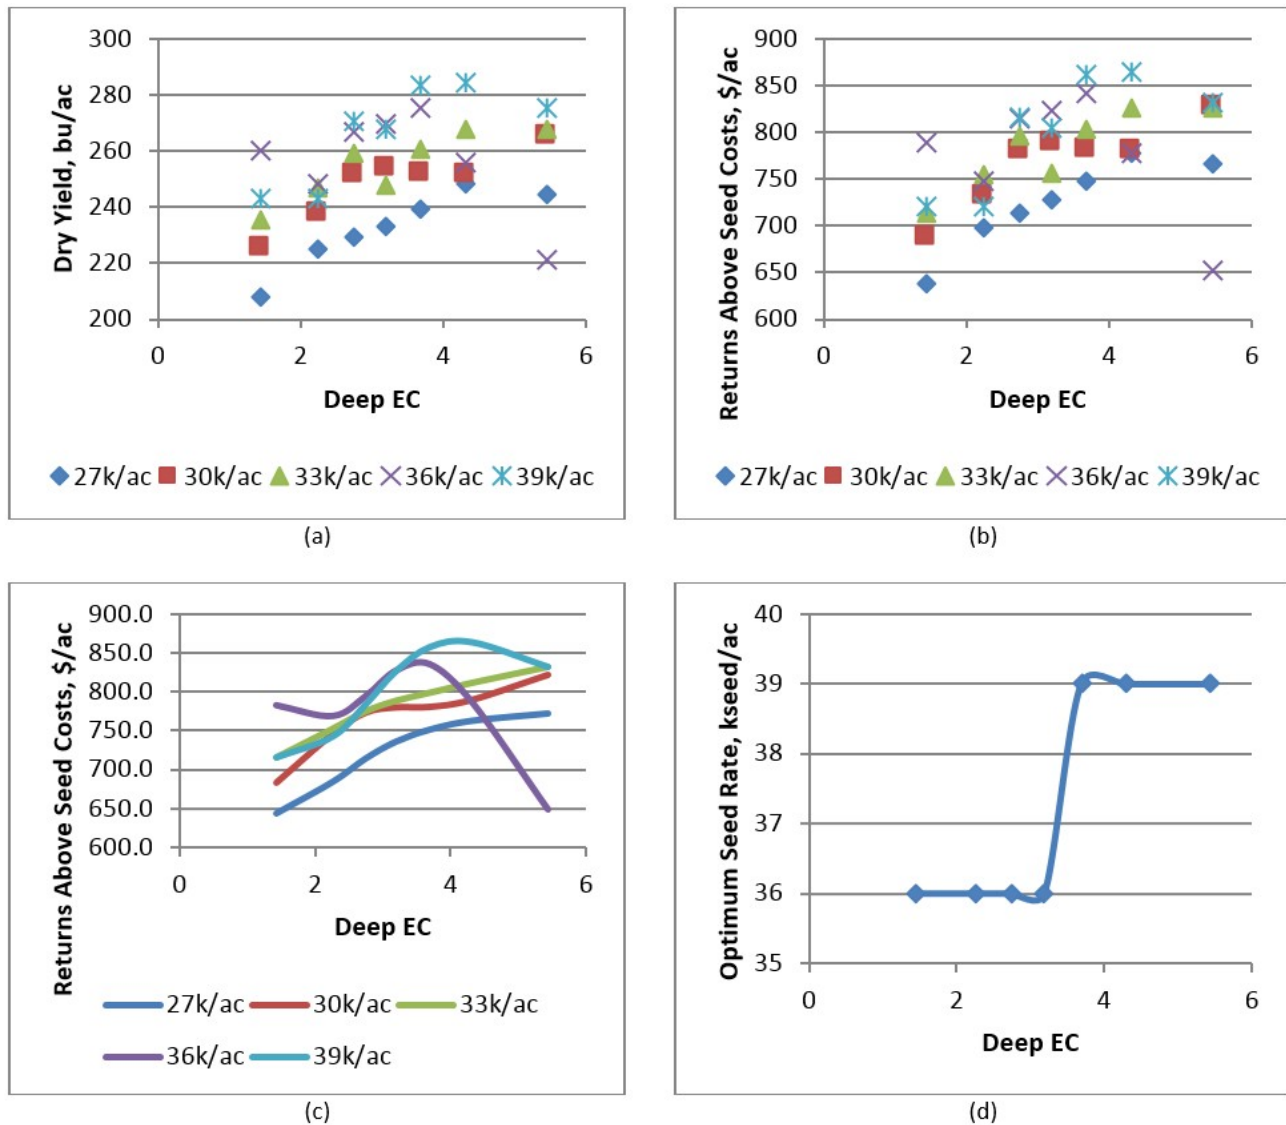 Dry Yield, bu/ac
300
280
260
240
220
200
0 2 4 6
Deep EC
27k/ac 30k/ac 33k/ac 36k/ac 39k/ac
(a)
Returns Above Seed Costs, $/ac
900
850
800
750
700
650
600
0 2 4 6
Deep EC
27k/ac 30k/ac 33k/ac 36k/ac 39k/ac
(b)
Returns Above Seed Costs, $/ac
900.0
850.0
800.0
750.0
700.0
650.0
600.0
0 2 4 6
Deep EC
27k/ac 30k/ac 33k/ac
36k/ac 39k/ac
(c)
Optimum Seed Rate, kseed/ac
40
39
38
37
36
35
0 2 4 6
Deep EC
(d)